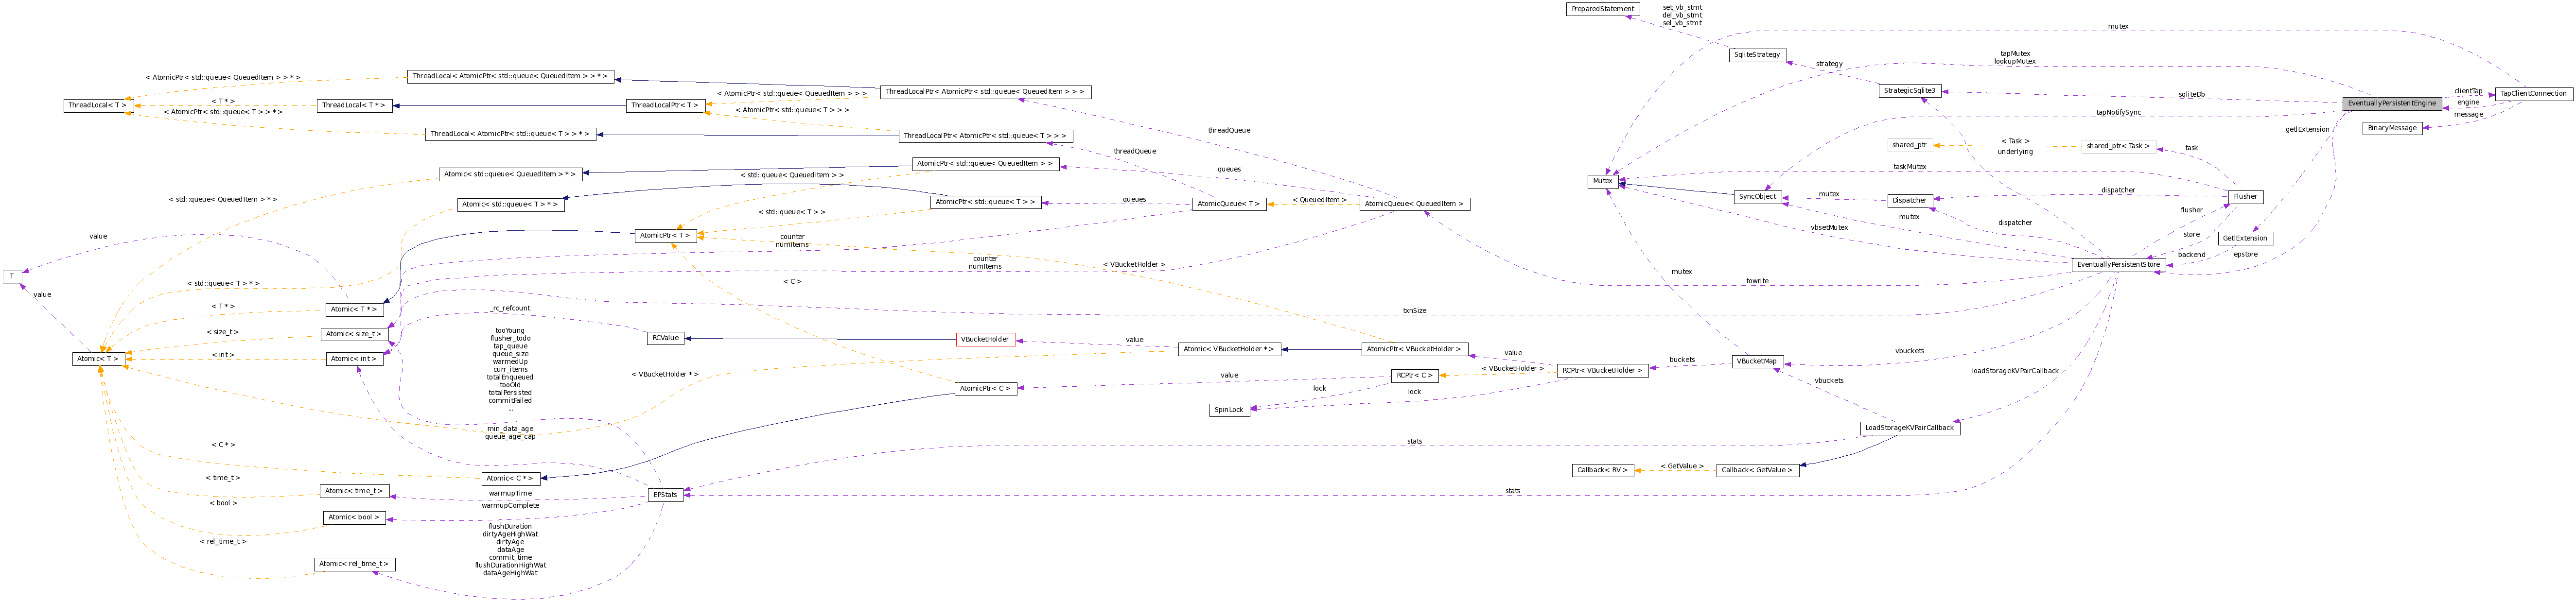 PreparedStatement
set_vb_stmt
del_vb_stmt
sel_vb_stmt
mutex
SqliteStrategy
tapMutex
lookupMutex
strategy
< AtomicPtr< std::queue< QueuedItem > > * >
ThreadLocal< AtomicPtr< std::queue< QueuedItem > > * >
ThreadLocalPtr< AtomicPtr< std::queue< QueuedItem > > >
< AtomicPtr< std::queue< QueuedItem > > >
StrategicSqlite3
sqliteDb
clientTap
TapClientConnection
ThreadLocal< T >
< T * >
ThreadLocal< T * >
ThreadLocalPtr< T >
EventuallyPersistentEngine
engine
< AtomicPtr< std::queue< T > > * >
< AtomicPtr< std::queue< T > > >
tapNotifySync
message
ThreadLocal< AtomicPtr< std::queue< T > > * >
ThreadLocalPtr< AtomicPtr< std::queue< T > > >
threadQueue
getlExtension
BinaryMessage
shared_ptr
< Task >
shared_ptr< Task >
task
threadQueue
underlying
AtomicPtr< std::queue< QueuedItem > >
queues
taskMutex
Atomic< std::queue< QueuedItem > * >
< std::queue< QueuedItem > >
Mutex
dispatcher
Flusher
< std::queue< QueuedItem > * >
Atomic< std::queue< T > * >
AtomicPtr< std::queue< T > >
queues
AtomicQueue< T >
< QueuedItem >
AtomicQueue< QueuedItem >
SyncObject
mutex
Dispatcher
< std::queue< T > >
flusher
mutex
dispatcher
value
AtomicPtr< T >
counter
numItems
vbsetMutex
store
GetlExtension
T
counter
numItems
< VBucketHolder >
mutex
backend
epstore
EventuallyPersistentStore
< std::queue< T > * >
< C >
towrite
value
< T * >
Atomic< T * >
_rc_refcount
txnSize
< size_t >
Atomic< size_t >
tooYoung
flusher_todo
tap_queue
queue_size
warmedUp
curr_items
totalEnqueued
tooOld
totalPersisted
commitFailed
...
RCValue
VBucketHolder
value
Atomic< VBucketHolder * >
AtomicPtr< VBucketHolder >
value
vbuckets
Atomic< T >
< int >
Atomic< int >
buckets
VBucketMap
< VBucketHolder * >
value
RCPtr< C >
< VBucketHolder >
RCPtr< VBucketHolder >
loadStorageKVPairCallback
AtomicPtr< C >
lock
lock
vbuckets
SpinLock
min_data_age
queue_age_cap
LoadStorageKVPairCallback
< C * >
stats
Atomic< C * >
Callback< RV >
< GetValue >
Callback< GetValue >
< time_t >
Atomic< time_t >
warmupTime
EPStats
stats
< bool >
Atomic< bool >
warmupComplete
flushDuration
dirtyAgeHighWat
dirtyAge
dataAge
commit_time
flushDurationHighWat
dataAgeHighWat
< rel_time_t >
Atomic< rel_time_t >